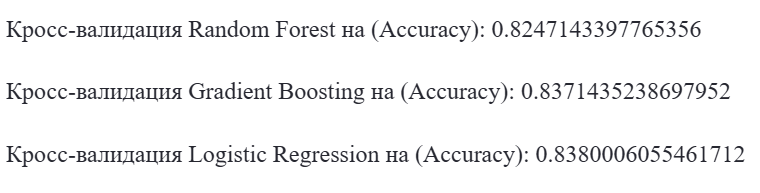 Кросс-валидация Random Forest на (Accuracy): 0.8247143397765356
Кросс-валидация Gradient Boosting на (Accuracy): 0.8371435238697952
Кросс-валидация Logistic Regression на (Accuracy): 0.8380006055461712